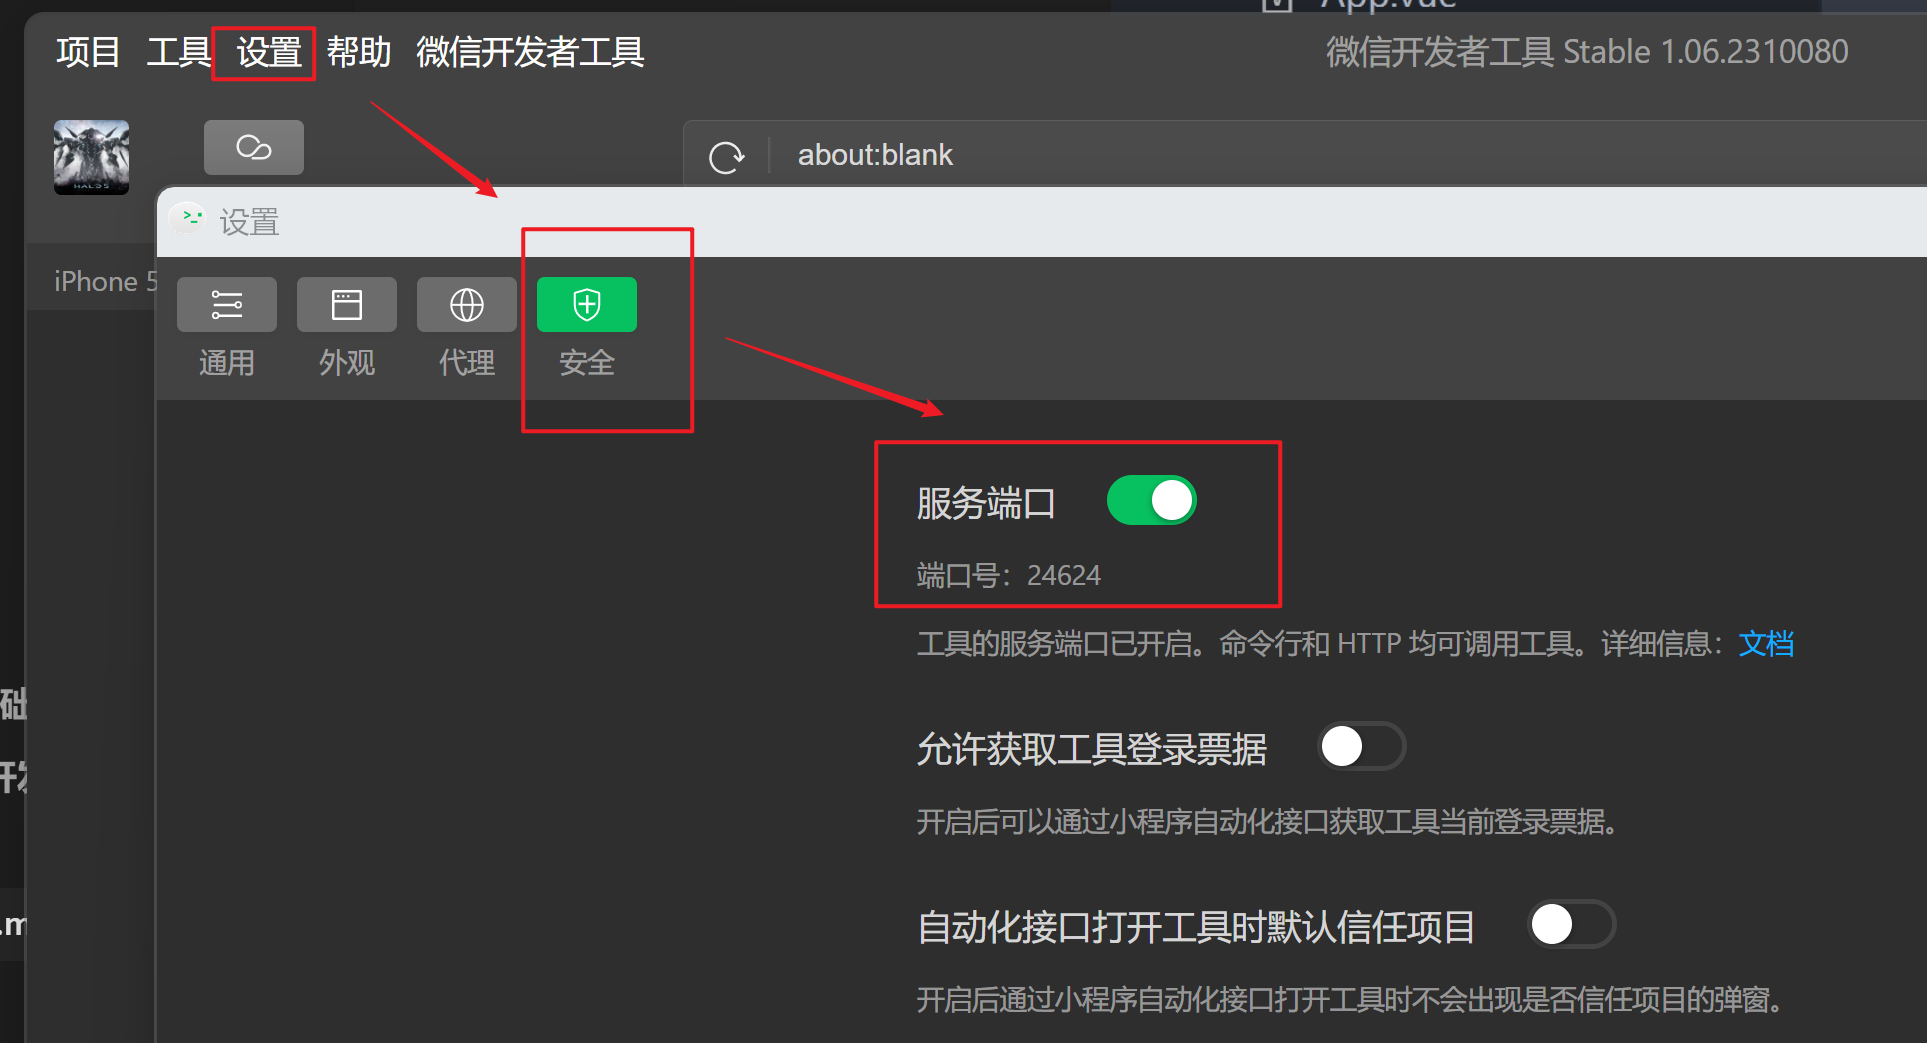 App.vue
项目 工具 设置 帮助 微信开发者工具
微信开发者工具 Stable 1.06.2310080
HALO 5
about:blank
设置
iPhone 5
通用 外观 代理 安全
服务端口
端口号：24624
工具的服务端口已开启。命令行和 HTTP 均可调用工具。详细信息：文档
础
允许获取工具登录票据
开启后可以通过小程序自动化接口获取工具当前登录票据。
.m
自动化接口打开工具时默认信任项目
开启后通过小程序自动化接口打开工具时不会出现是否信任项目的弹窗。